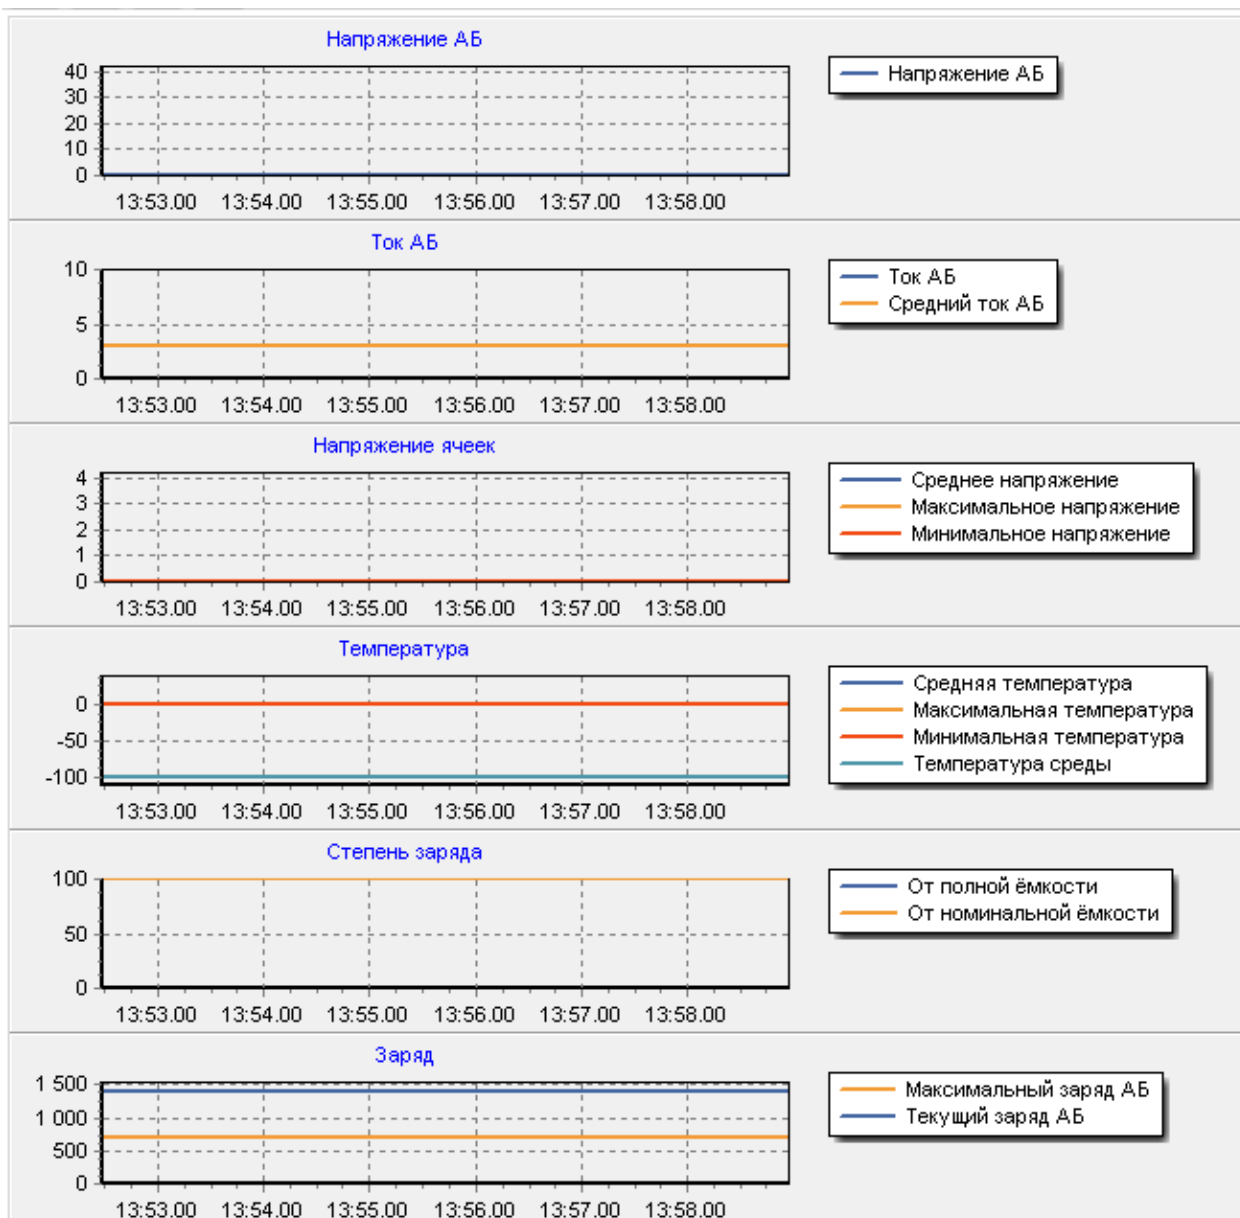 Напряжение АБ
40
30
20
10
0
13:53.00 13:54.00 13:55.00 13:56.00 13:57.00 13:58.00
Напряжение АБ
Ток АБ
10
5
0
13:53.00 13:54.00 13:55.00 13:56.00 13:57.00 13:58.00
Ток АБ
Средний ток АБ
Напряжение ячеек
4
3
2
1
0
13:53.00 13:54.00 13:55.00 13:56.00 13:57.00 13:58.00
Среднее напряжение
Максимальное напряжение
Минимальное напряжение
Температура
0
-50
-100
13:53.00 13:54.00 13:55.00 13:56.00 13:57.00 13:58.00
Средняя температура
Максимальная температура
Минимальная температура
Температура среды
Степень заряда
100
50
0
13:53.00 13:54.00 13:55.00 13:56.00 13:57.00 13:58.00
От полной ёмкости
От номинальной ёмкости
Заряд
1 500
1 000
500
0
13:53.00 13:54.00 13:55.00 13:56.00 13:57.00 13:58.00
Максимальный заряд АБ
Текущий заряд АБ